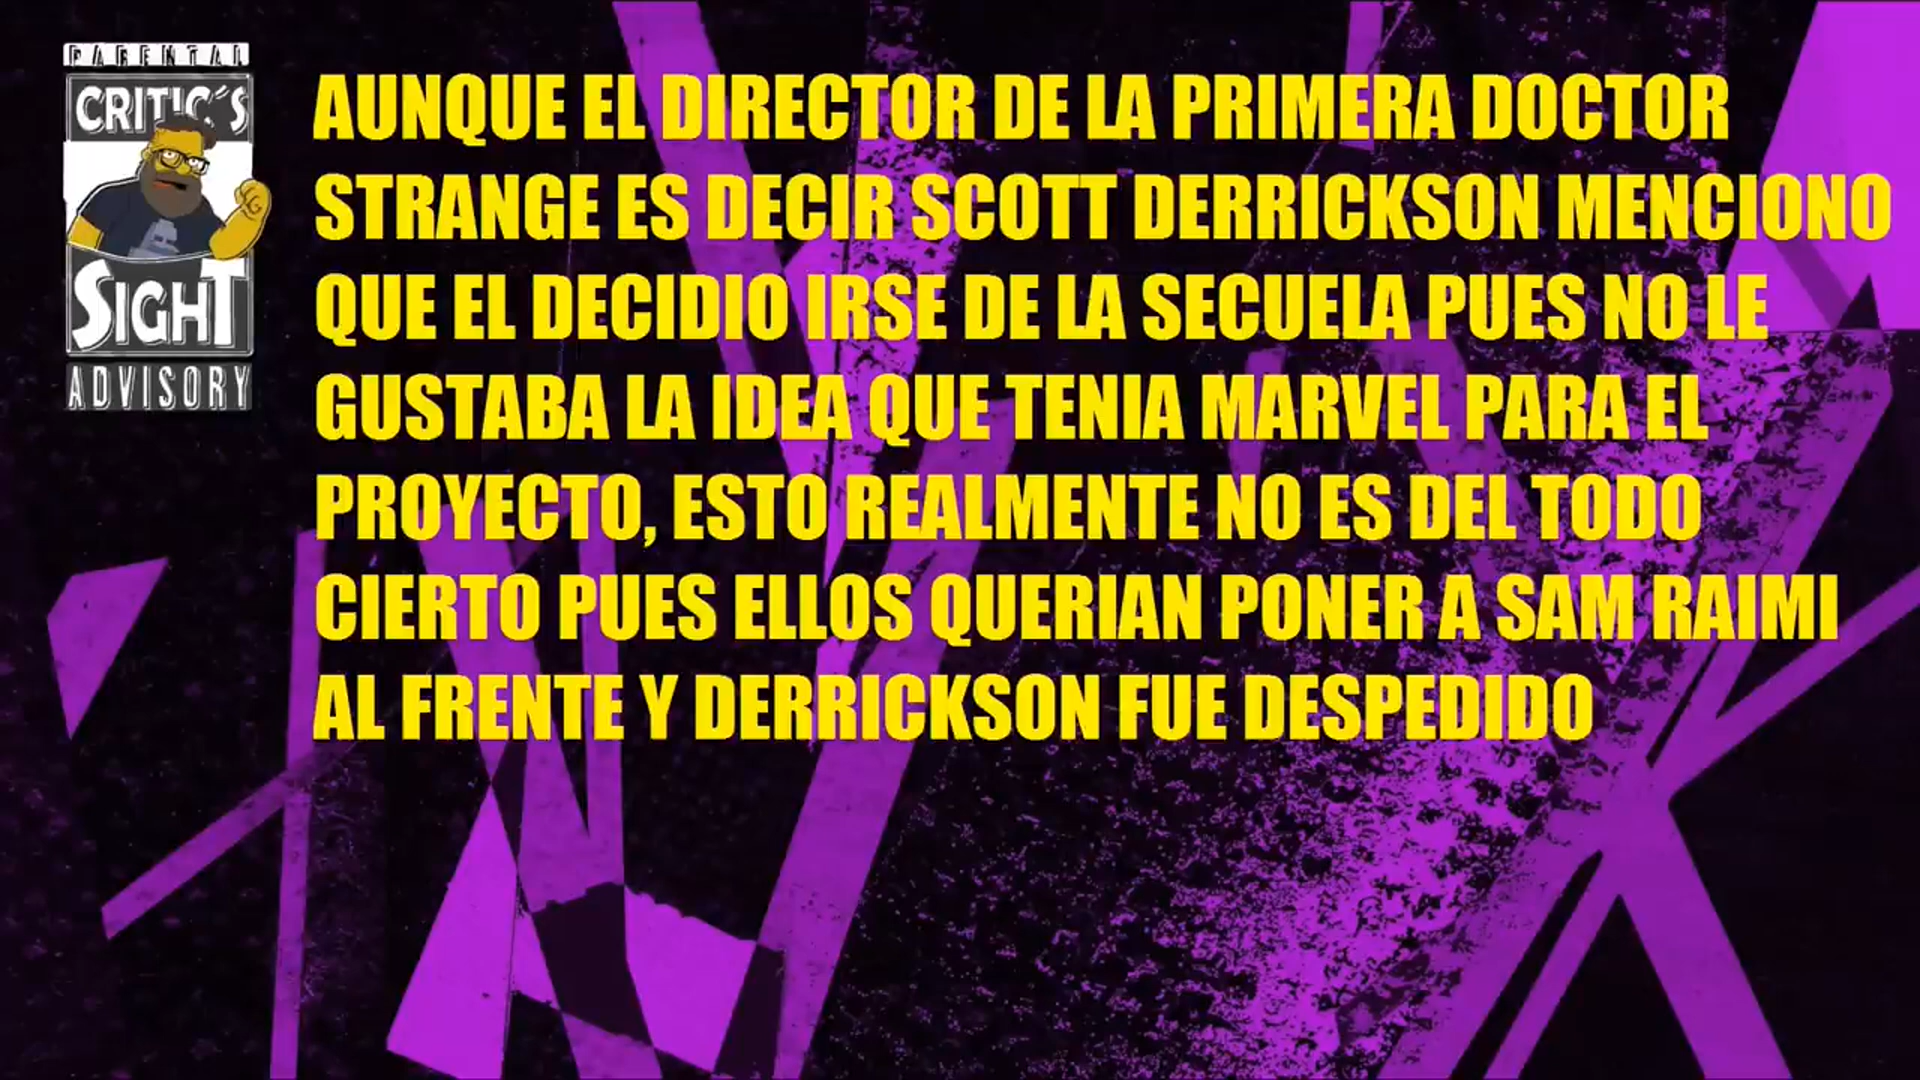 PARENTAL
CRITIC´S
SIGHT
ADVISORY
AUNQUE EL DIRECTOR DE LA PRIMERA DOCTOR
STRANGE ES DECIR SCOTT DERRICKSON MENCIONO
QUE EL DECIDIO IRSE DE LA SECUELA PUES NO LE
GUSTABA LA IDEA QUE TENIA MARVEL PARA EL
PROYECTO, ESTO REALMENTE NO ES DEL TODO
CIERTO PUES ELLOS QUERIAN PONER A SAM RAIMI
AL FRENTE Y DERRICKSON FUE DESPEDIDO